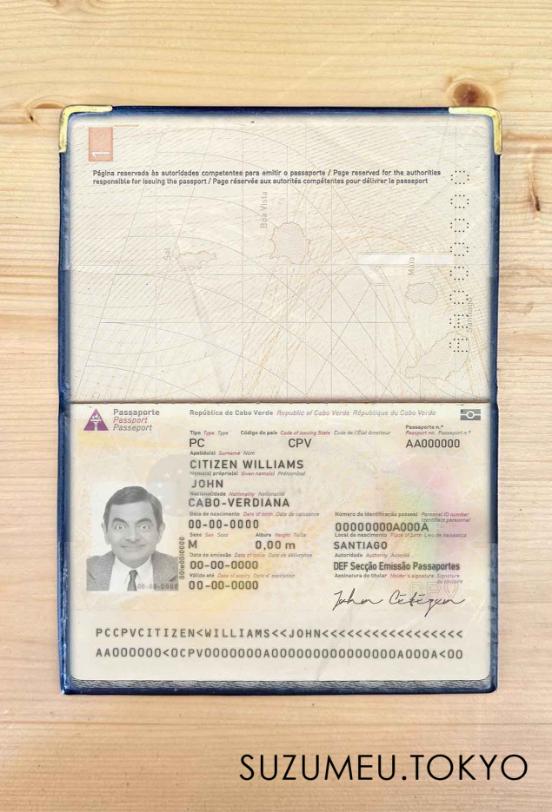 Página reservada às autoridades competentes para emitir o passaporte / Page reserved for the authorities
responsible for issuing the passport / Page réservée aux autorités compétentes pour délivrer le passeport
Sal
Boa Vista
Maio
Santiago
Passaporte
Passport
Passeport
República de Cabo Verde Republic of Cabo Verde République du Cabo Verde
Tipo Type Type Código do país Code of issuing State Code de l'État émetteur Passaporte n.º
Passport no. Passeport n.º
PC CPV AA000000
Apelido(s) Surname Nom
CITIZEN WILLIAMS
Nome(s) próprio(s) Given name(s) Prénom(s)
JOHN
Nacionalidade Nationality Nationalité
CABO-VERDIANA
Data de nascimento Date of birth Date de naissance Número de identificação pessoal Personal ID number
00-00-0000 00000000A000A
Sexo Sex Sexe Altura Height Taille Local de nascimento Place of birth Lieu de naissance
M 0,00 m SANTIAGO
Data de emissão Date of issue Date de délivrance Autoridade Authority Autorité
00-00-0000 DEF Secção Emissão Passaportes
Válido até Date of expiry Date d'expiration Assinatura do titular Holder's signature Signature
00-00-0000
John Citizen
00-00-0000
PCCPVCITIZEN<WILLIAMS<<JOHN<<<<<<<<<<<<<<<<<
AA000000<0CPV0000000A00000000000000A000A<00
SUZUMEU.TOKYO